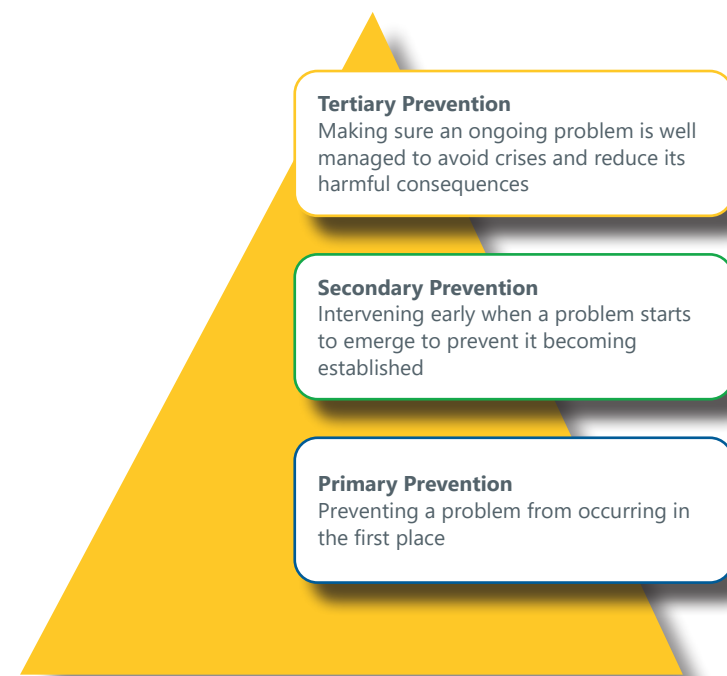 Tertiary Prevention
Making sure an ongoing problem is well
managed to avoid crises and reduce its
harmful consequences
Secondary Prevention
Intervening early when a problem starts
to emerge to prevent it becoming
established
Primary Prevention
Preventing a problem from occurring in
the first place